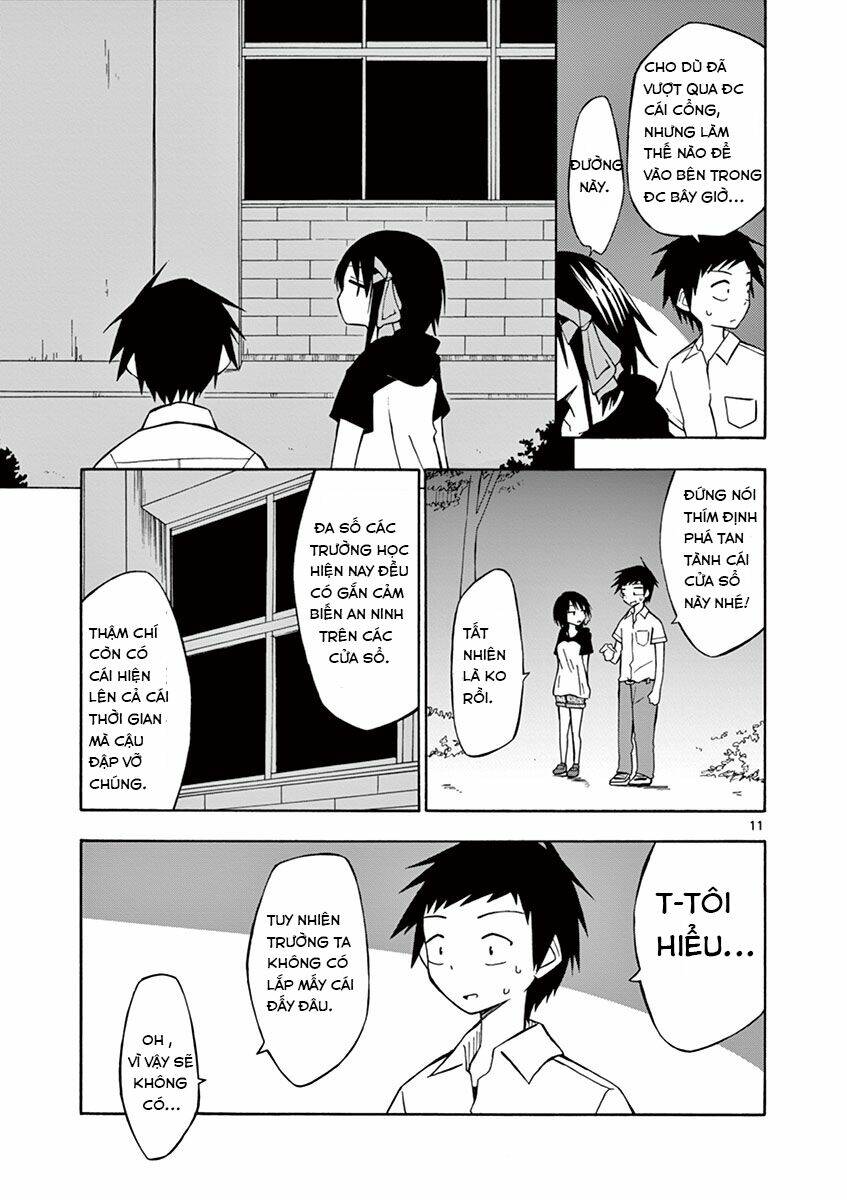 CHO DÙ ĐÃ
VƯỢT QUA ĐC
CÁI CỔNG,
NHƯNG LÀM
THẾ NÀO ĐỂ
VÀO BÊN TRONG
ĐC BÂY GIỜ...
ĐƯỜNG
NÀY.
ĐỨNG NÓI
THÍM ĐỊNH
PHÁ TAN
TÀNH CÁI
CỬA SỔ
NÀY NHÉ!
TẤT
NHIÊN
LÀ KO
RỒI.
ĐA SỐ CÁC
TRƯỜNG HỌC
HIỆN NAY ĐỀU
CÓ GẮN CẢM
BIẾN AN NINH
TRÊN CÁC
CỬA SỔ.
THẬM CHÍ
CÒN CÓ
CÁI HIỆN
LÊN CẢ CÁI
THỜI GIAN
MÀ CẬU
ĐẬP VỠ
CHÚNG.
11
T-TÔI
HIỂU...
TUY NHIÊN
TRƯỜNG TA
KHÔNG CÓ
LẮP MẤY CÁI
ĐẤY ĐÂU.
OH ,
VÌ VẬY SẼ
KHÔNG
CÓ...